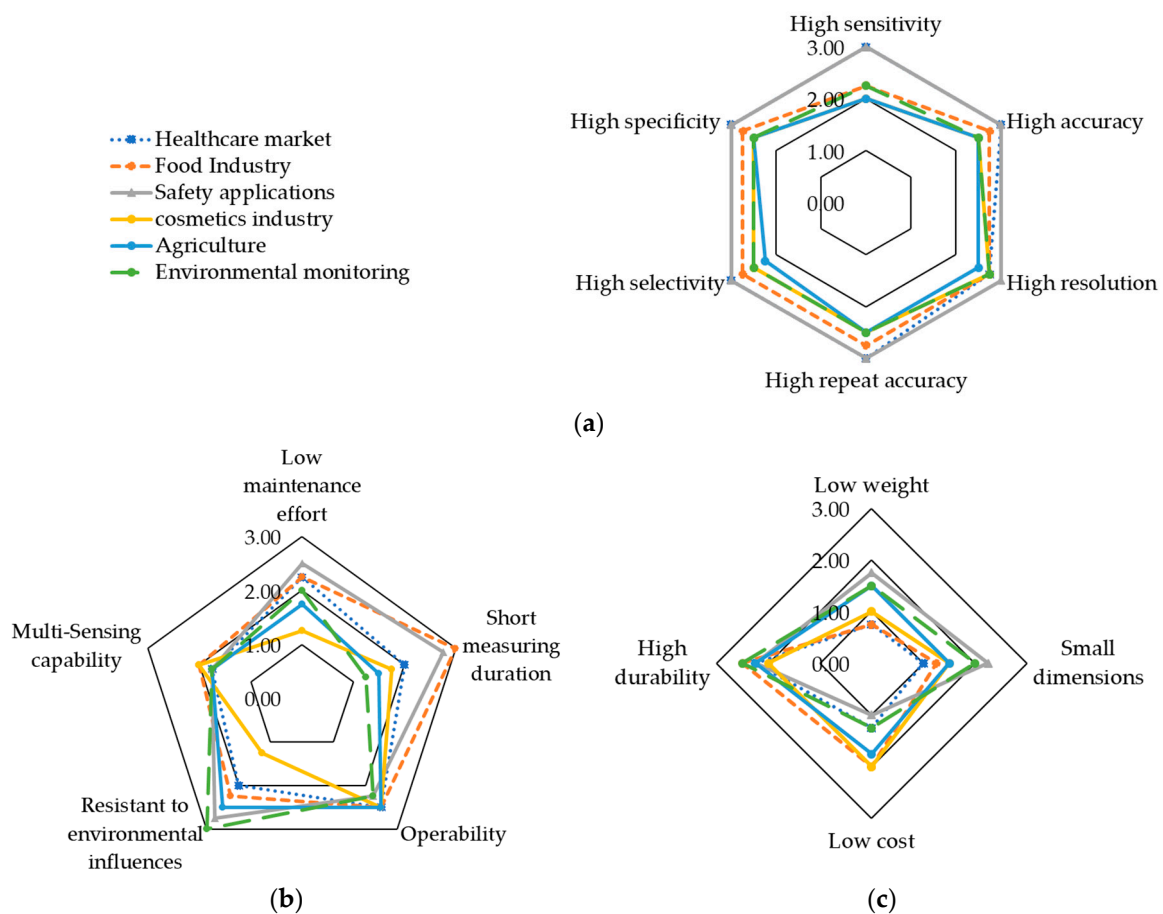 High sensitivity
3.00
2.00
1.00
0.00
High specificity
High accuracy
High selectivity
High resolution
High repeat accuracy
Healthcare market
Food Industry
Safety applications
cosmetics industry
Agriculture
Environmental monitoring
(a)
Low
maintenance
effort
3.00
2.00
1.00
0.00
Multi-Sensing
capability
Short
measuring
duration
Resistant to
environmental
influences
Operability
(b)
Low weight
3.00
2.00
1.00
0.00
High
durability
Small
dimensions
Low cost
(c)